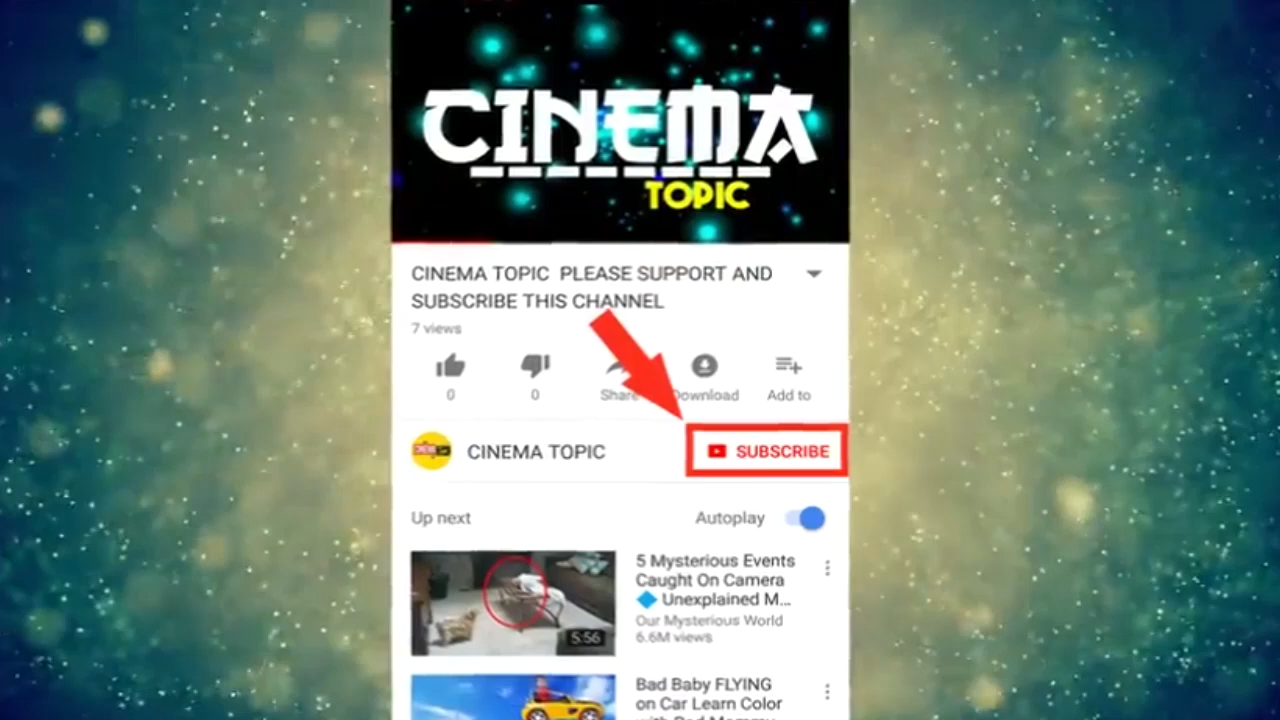 CINEMA
TOPIC
CINEMA TOPIC PLEASE SUPPORT AND
SUBSCRIBE THIS CHANNEL
7 views
0
0
Share
Download
Add to
CINEMA TOPIC
SUBSCRIBE
Up next
Autoplay
5 Mysterious Events
Caught On Camera
Unexplained M...
Our Mysterious World
6.6M views
5:56
Bad Baby FLYING
on Car Learn Color